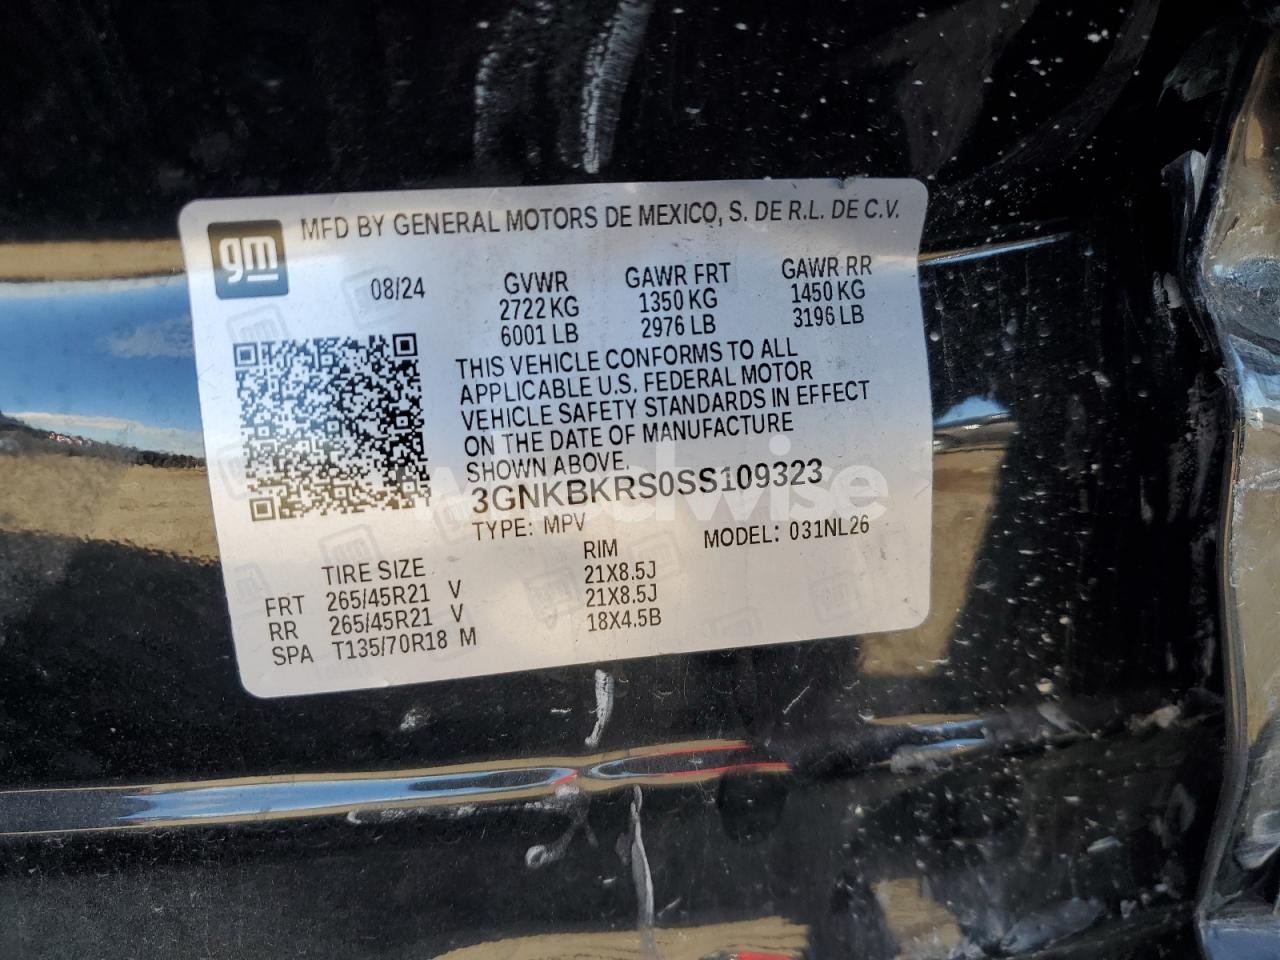 gm
MFD BY GENERAL MOTORS DE MEXICO, S. DE R.L. DE C.V.
08/24 GVWR GAWR FRT GAWR RR
2722 KG 1350 KG 1450 KG
6001 LB 2976 LB 3196 LB
THIS VEHICLE CONFORMS TO ALL
APPLICABLE U.S. FEDERAL MOTOR
VEHICLE SAFETY STANDARDS IN EFFECT
ON THE DATE OF MANUFACTURE
SHOWN ABOVE.
3GNKBKRS0SS109323
TYPE: MPV MODEL: 031NL26
TIRE SIZE RIM
FRT 265/45R21 V 21X8.5J
RR 265/45R21 V 21X8.5J
SPA T135/70R18 M 18X4.5B